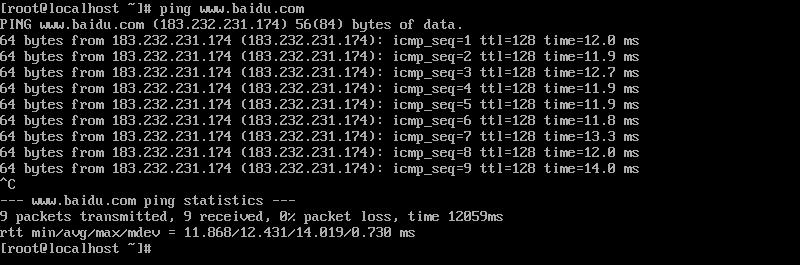 [root@localhost ~]# ping www.baidu.com
PING www.baidu.com (183.232.231.174) 56(84) bytes of data.
64 bytes from 183.232.231.174 (183.232.231.174): icmp_seq=1 ttl=128 time=12.0 ms
64 bytes from 183.232.231.174 (183.232.231.174): icmp_seq=2 ttl=128 time=11.9 ms
64 bytes from 183.232.231.174 (183.232.231.174): icmp_seq=3 ttl=128 time=12.7 ms
64 bytes from 183.232.231.174 (183.232.231.174): icmp_seq=4 ttl=128 time=11.9 ms
64 bytes from 183.232.231.174 (183.232.231.174): icmp_seq=5 ttl=128 time=11.9 ms
64 bytes from 183.232.231.174 (183.232.231.174): icmp_seq=6 ttl=128 time=11.8 ms
64 bytes from 183.232.231.174 (183.232.231.174): icmp_seq=7 ttl=128 time=13.3 ms
64 bytes from 183.232.231.174 (183.232.231.174): icmp_seq=8 ttl=128 time=12.0 ms
64 bytes from 183.232.231.174 (183.232.231.174): icmp_seq=9 ttl=128 time=14.0 ms
^C
--- www.baidu.com ping statistics ---
9 packets transmitted, 9 received, 0% packet loss, time 12059ms
rtt min/avg/max/mdev = 11.868/12.431/14.019/0.730 ms
[root@localhost ~]#